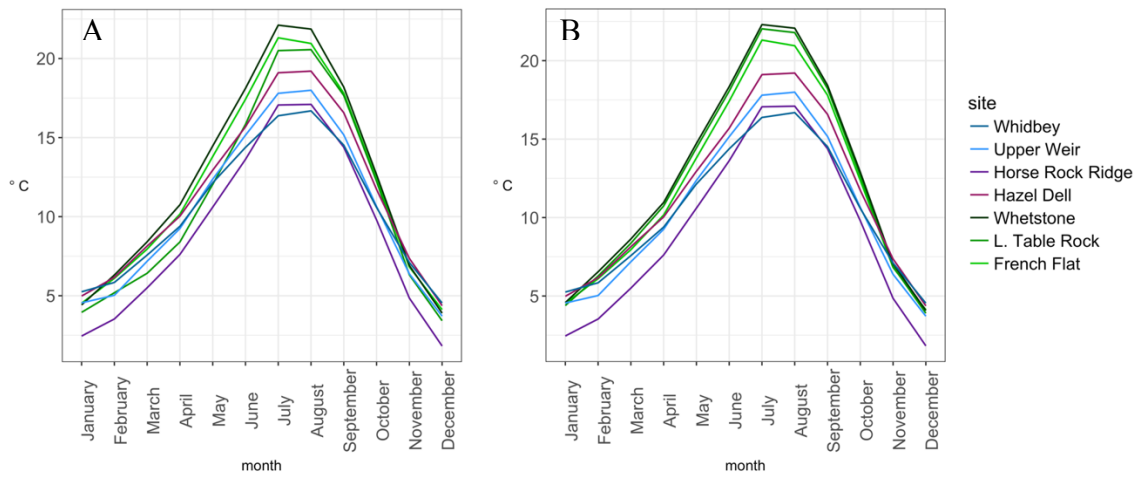 A
20
15
10
5
° C
January
February
March
April
May
June
July
August
September
October
November
December
month
B
20
15
10
5
° C
January
February
March
April
May
June
July
August
September
October
November
December
month
site
Whidbey
Upper Weir
Horse Rock Ridge
Hazel Dell
Whetstone
L. Table Rock
French Flat